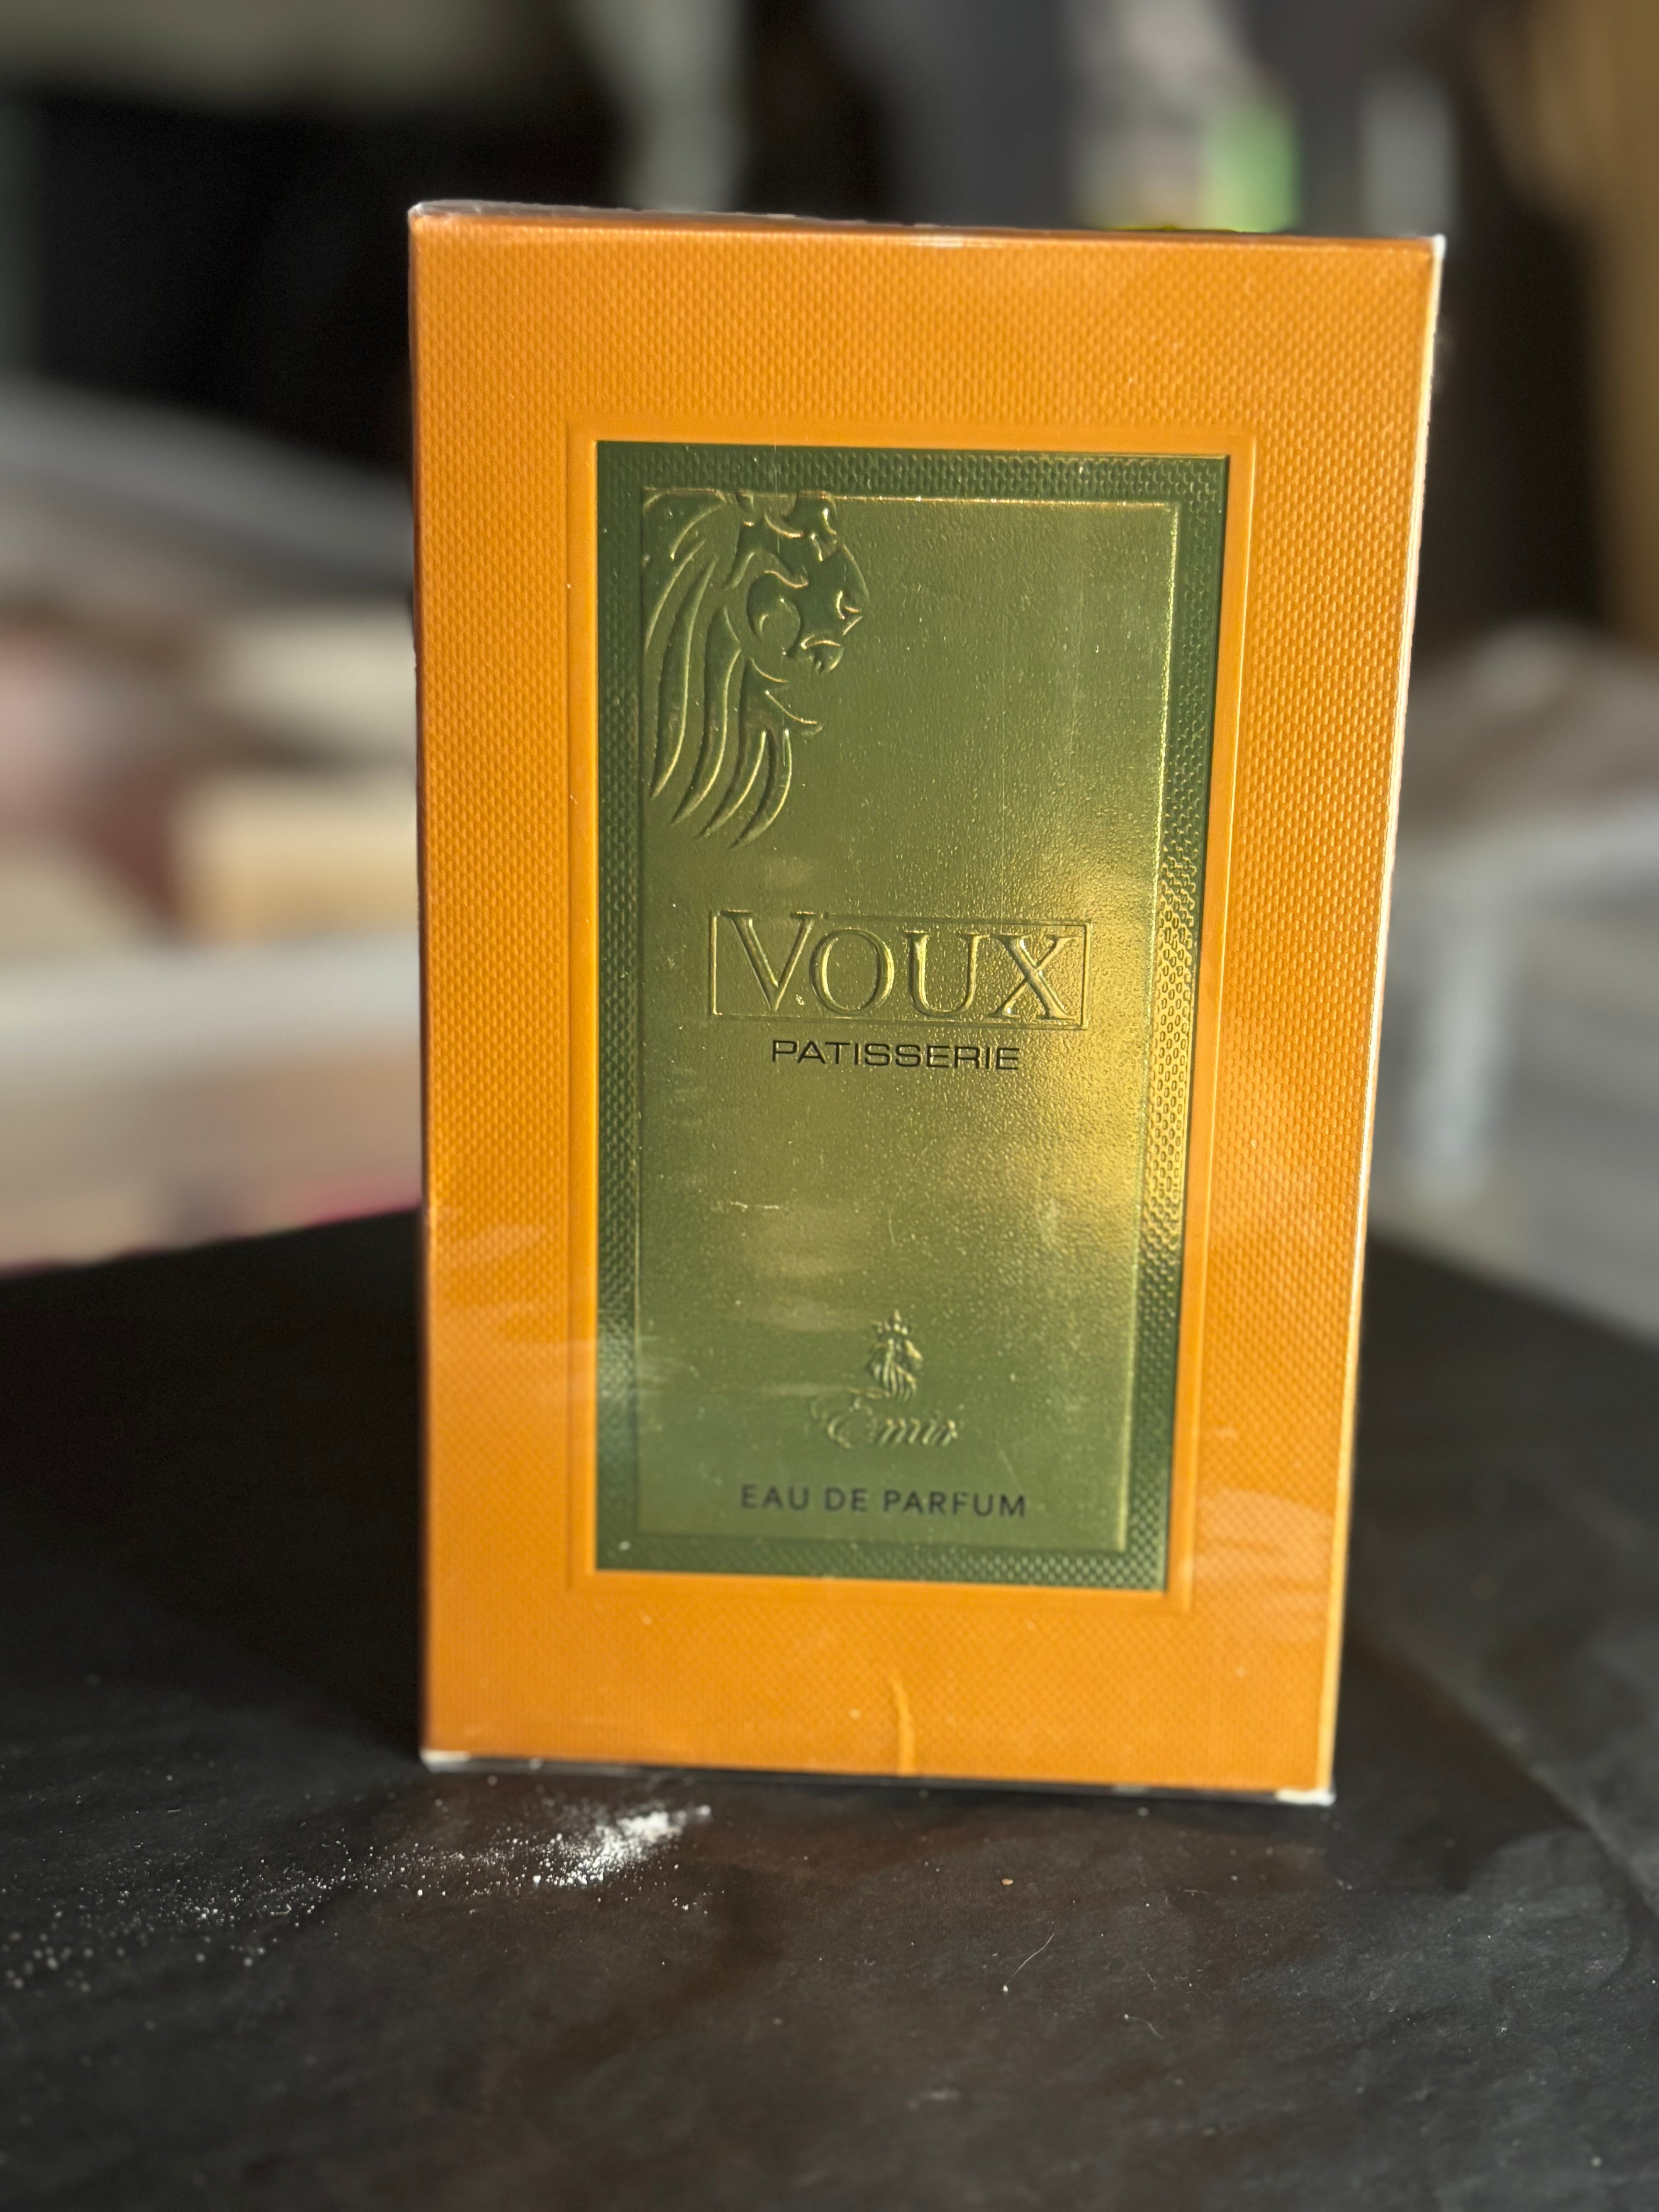 VOUX
PATISSERIE
Emir
EAU DE PARFUM